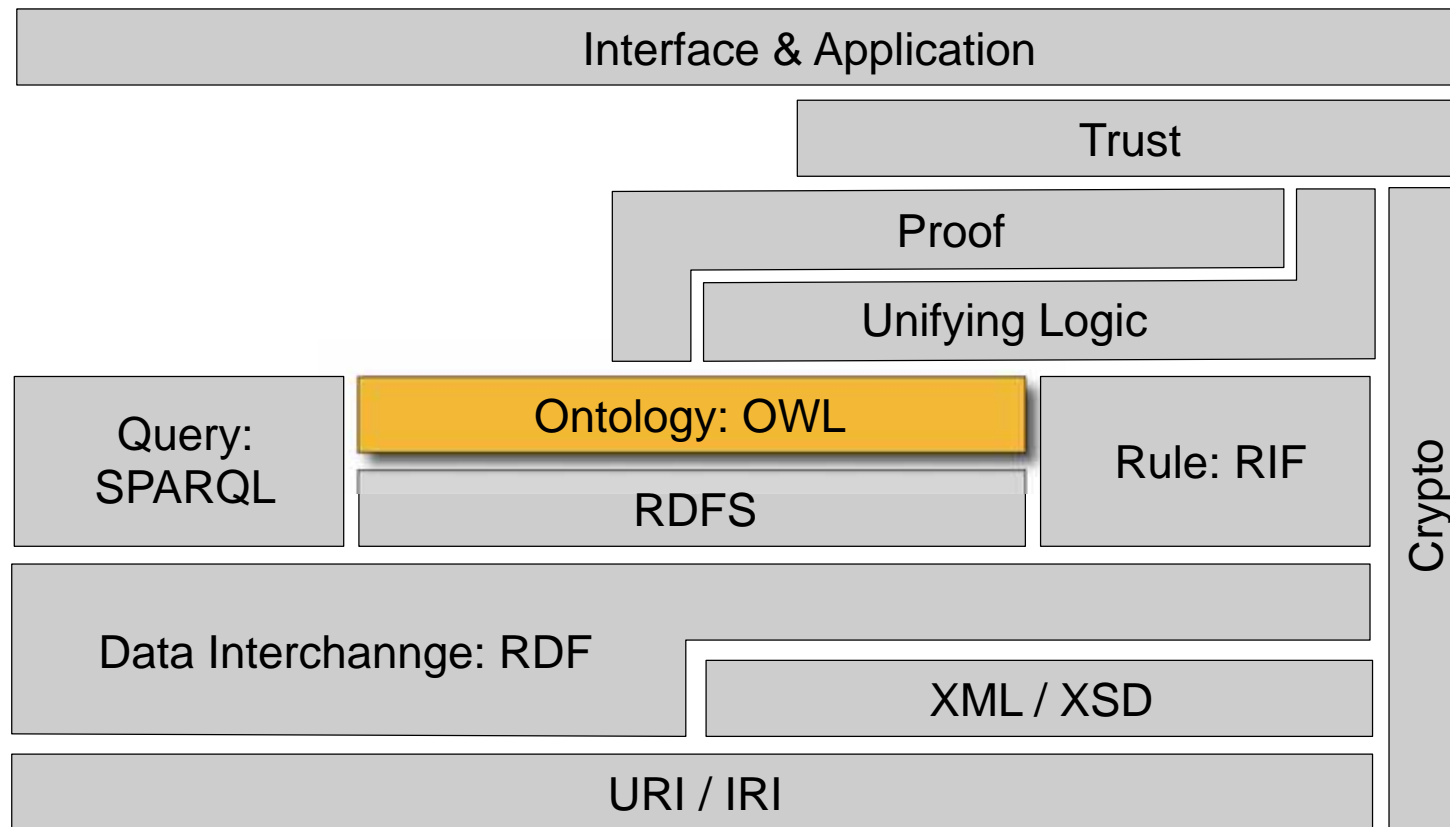 Interface & Application
Trust
Proof
Unifying Logic
Query:
SPARQL
Ontology: OWL
RDFS
Rule: RIF
Crypto
Data Interchannge: RDF
XML / XSD
URI / IRI